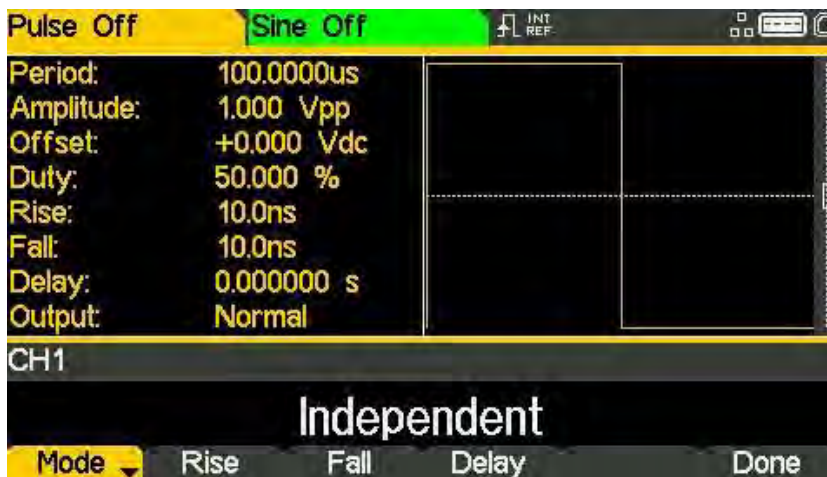 Pulse Off Sine Off INT REF
Period: 100.0000us
Amplitude: 1.000 Vpp
Offset: +0.000 Vdc
Duty: 50.000 %
Rise: 10.0ns
Fall: 10.0ns
Delay: 0.000000 s
Output: Normal
CH1
Independent
Mode Rise Fall Delay Done